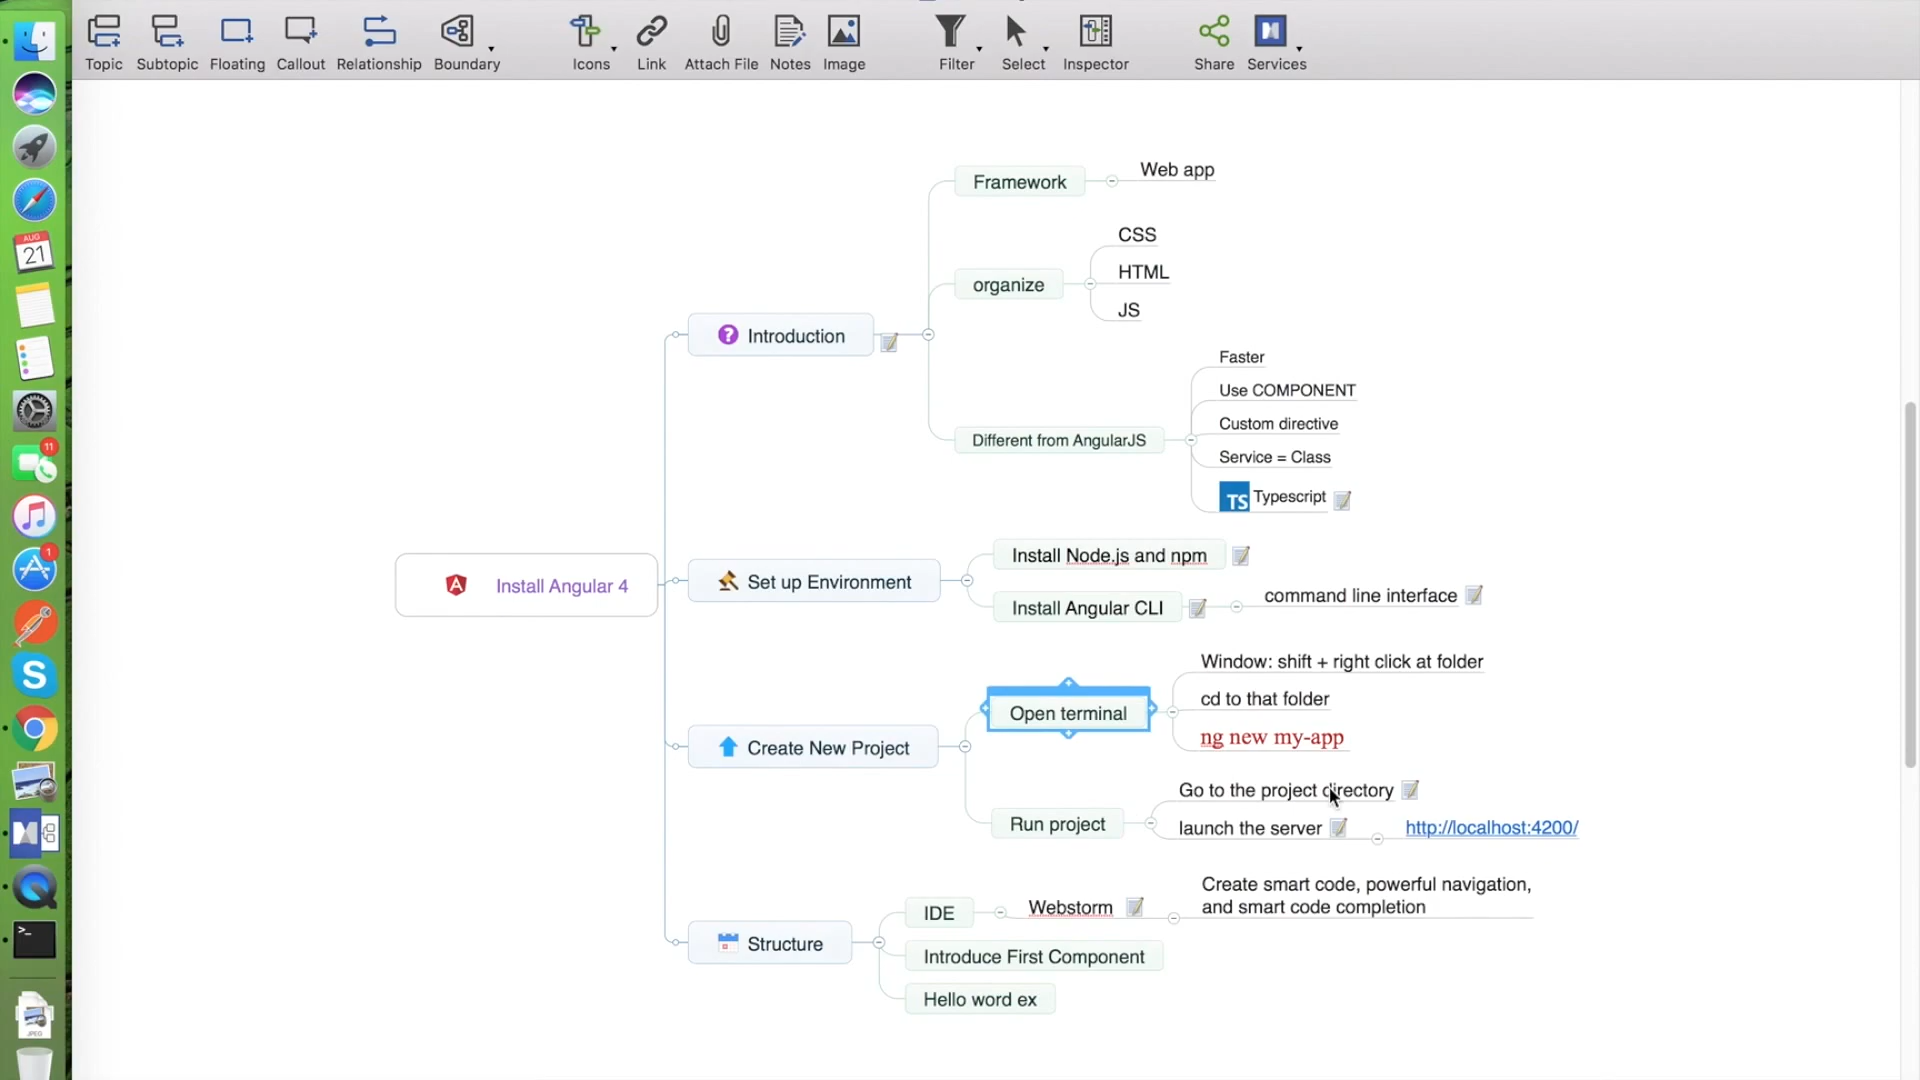 Topic
Subtopic
Floating
Callout
Relationship
Boundary
Icons
Link
Attach File
Notes
Image
Filter
Select
Inspector
Share
Services
AUG
21
11
1
JPEG
Framework
Web app
organize
CSS
HTML
JS
Introduction
Different from AngularJS
Faster
Use COMPONENT
Custom directive
Service = Class
TS Typescript
Install Angular 4
Set up Environment
Install Node.js and npm
Install Angular CLI
command line interface
Create New Project
Open terminal
Window: shift + right click at folder
cd to that folder
ng new my-app
Run project
Go to the project directory
launch the server
http://localhost:4200/
Structure
IDE
Webstorm
Create smart code, powerful navigation,
and smart code completion
Introduce First Component
Hello word ex